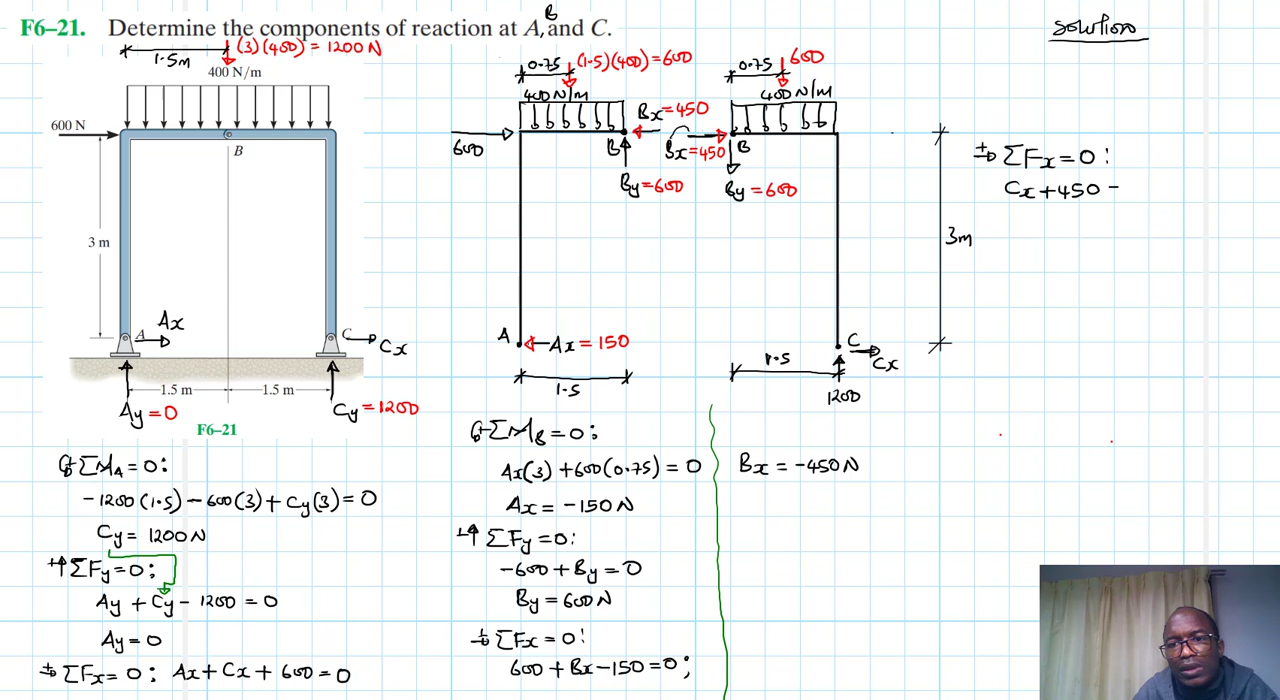 F6–21. Determine the components of reaction at A, B and C.
(3)(400) = 1200 N
1.5m
400 N/m
600 N
B
3 m
A
Ax
C
Cx
1.5 m
1.5 m
Ay = 0
Cy = 1200
F6–21
ΣMA = 0:
-1200(1.5) - 600(3) + Cy(3) = 0
Cy = 1200 N
+↑ ΣFy = 0:
Ay + Cy - 1200 = 0
Ay = 0
ΣFx = 0: Ax + Cx + 600 = 0
0.75
(1.5)(400) = 600
400 N/m
Bx = 450
600
B
By = 600
A
Ax = 150
1.5
0.75
600
400 N/m
Bx = 450
B
By = 600
3m
C
Cx
1.5
1200
ΣMB = 0:
Ax(3) + 600(0.75) = 0
Ax = -150 N
+↑ ΣFy = 0:
-600 + By = 0
By = 600 N
ΣFx = 0:
600 + Bx - 150 = 0;
Bx = -450 N
Solution
ΣFx = 0:
Cx + 450 -